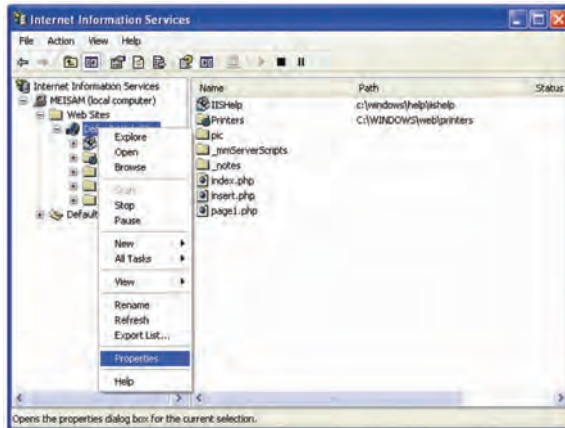 Internet Information Services
File Action View Help
Internet Information Services
MEISAM (local computer)
Web Sites
Default
Explore
Open
Browse
Start
Stop
Pause
New
All Tasks
View
Rename
Refresh
Export List...
Properties
Help
Name Path Status
IISHelp c:\windows\help\iishelp
Printers C:\WINDOWS\web\printers
pic
_mmServerScripts
_notes
index.php
insert.php
page1.php
Opens the properties dialog box for the current selection.